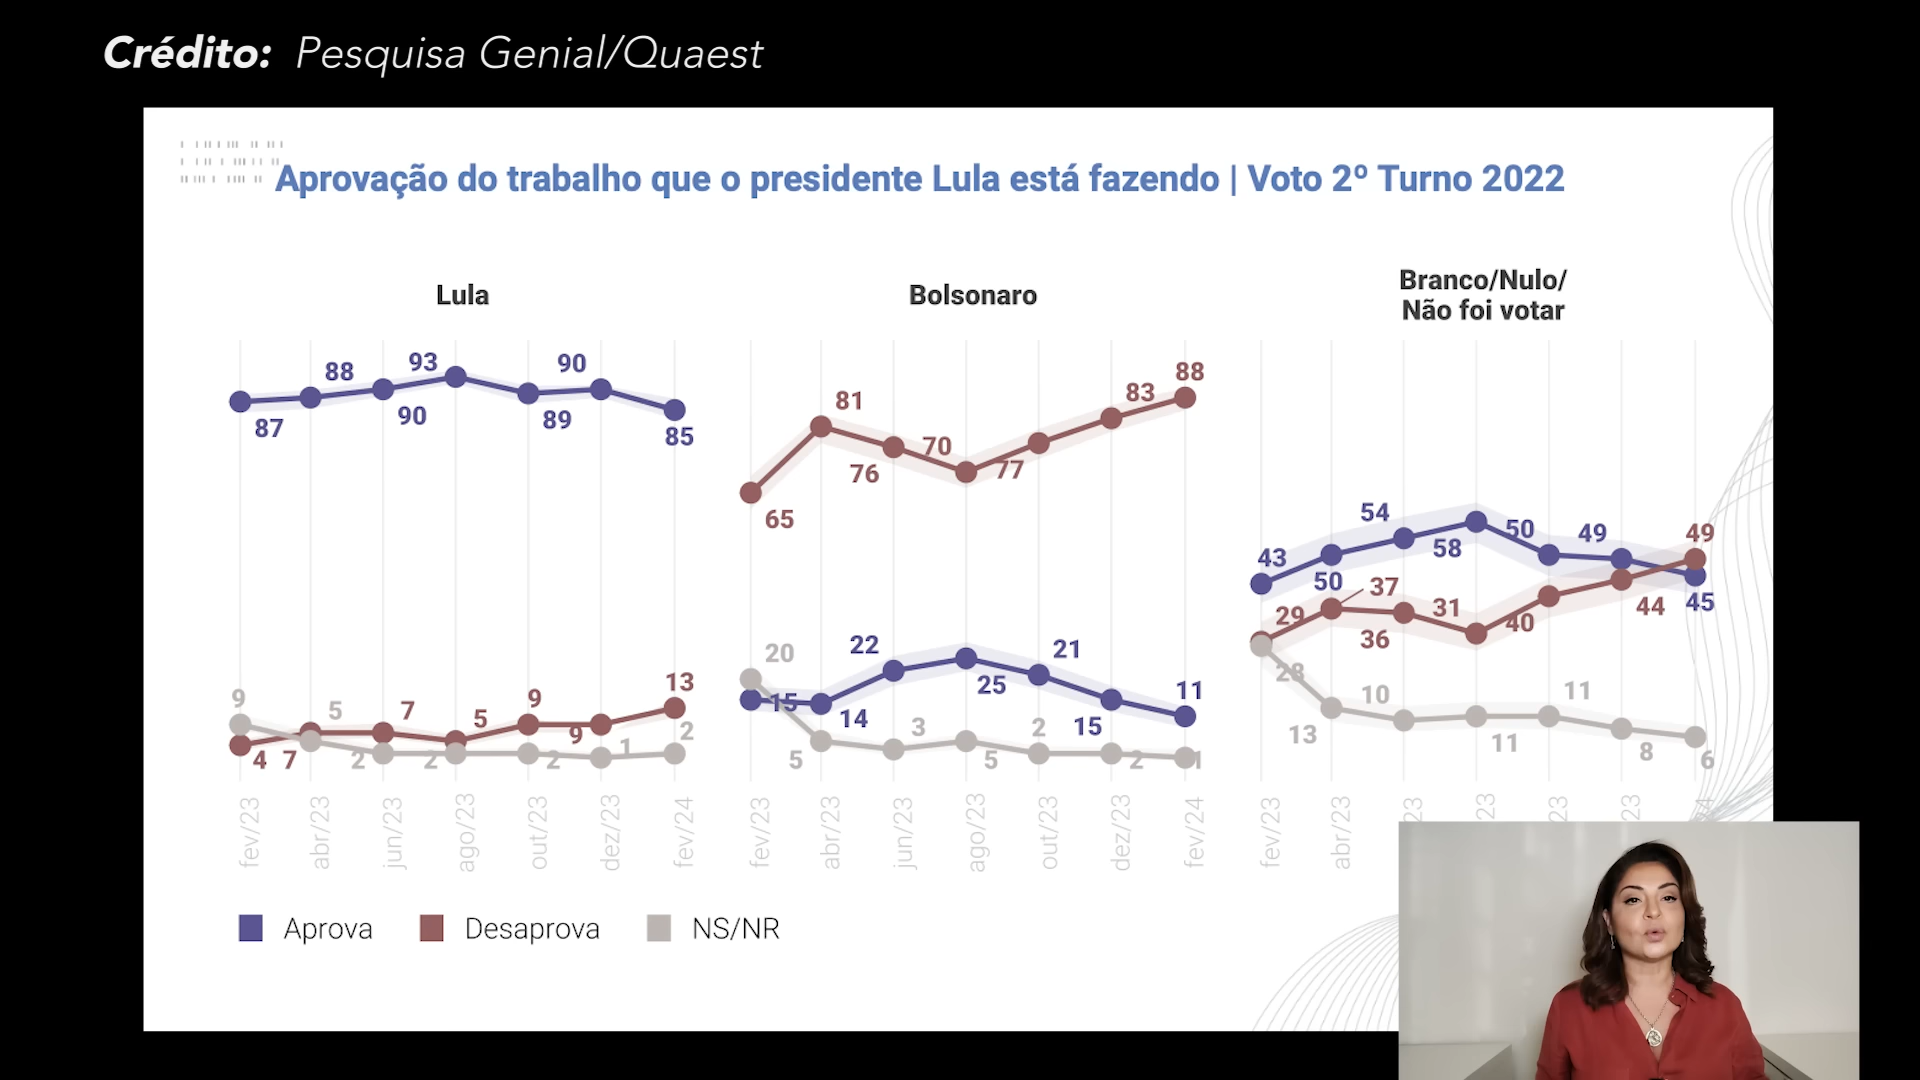 Crédito: Pesquisa Genial/Quaest
Aprovação do trabalho que o presidente Lula está fazendo | Voto 2º Turno 2022
Lula
87 88 90 93 89 90 85
9 5 2 2 2 1 2
4 7 7 5 9 9 13
fev/23 abr/23 jun/23 ago/23 out/23 dez/23 fev/24
Bolsonaro
65 81 76 70 77 83 88
20 5 3 5 2 2 1
15 14 22 25 21 15 11
fev/23 abr/23 jun/23 ago/23 out/23 dez/23 fev/24
Branco/Nulo/
Não foi votar
43 50 54 58 50 49 45
29 37 36 31 40 44 49
28 13 10 11 11 8 6
fev/23 abr/23 23 23 23 23
Aprova Desaprova NS/NR